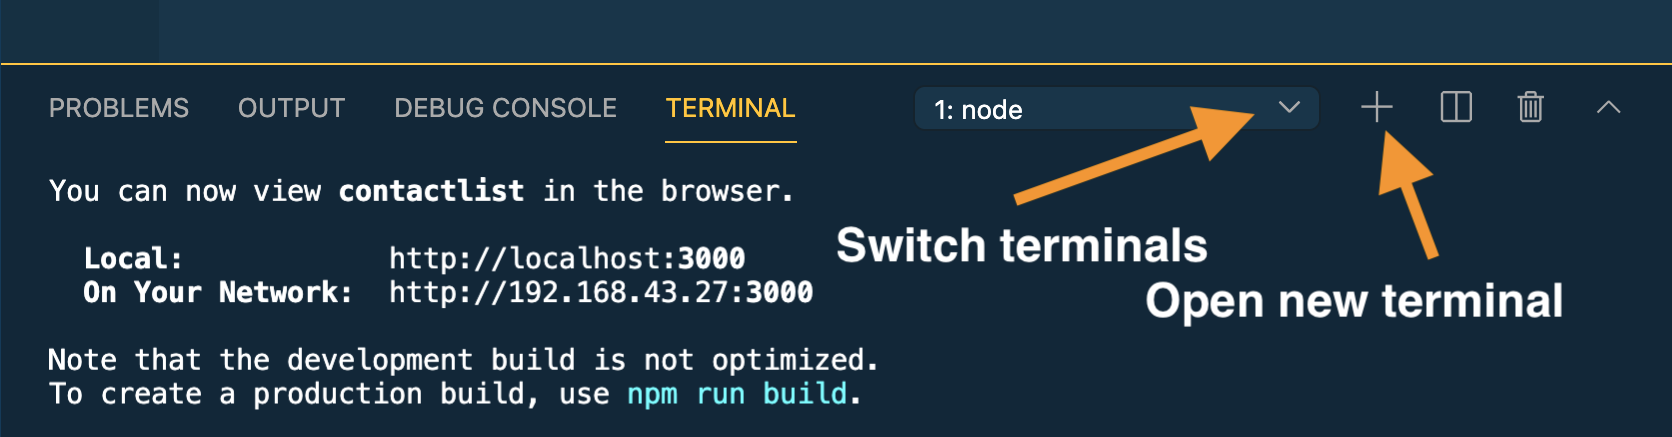 PROBLEMS OUTPUT DEBUG CONSOLE TERMINAL 1: node
You can now view contactlist in the browser.
Switch terminals
Local: http://localhost:3000
On Your Network: http://192.168.43.27:3000
Open new terminal
Note that the development build is not optimized.
To create a production build, use npm run build.